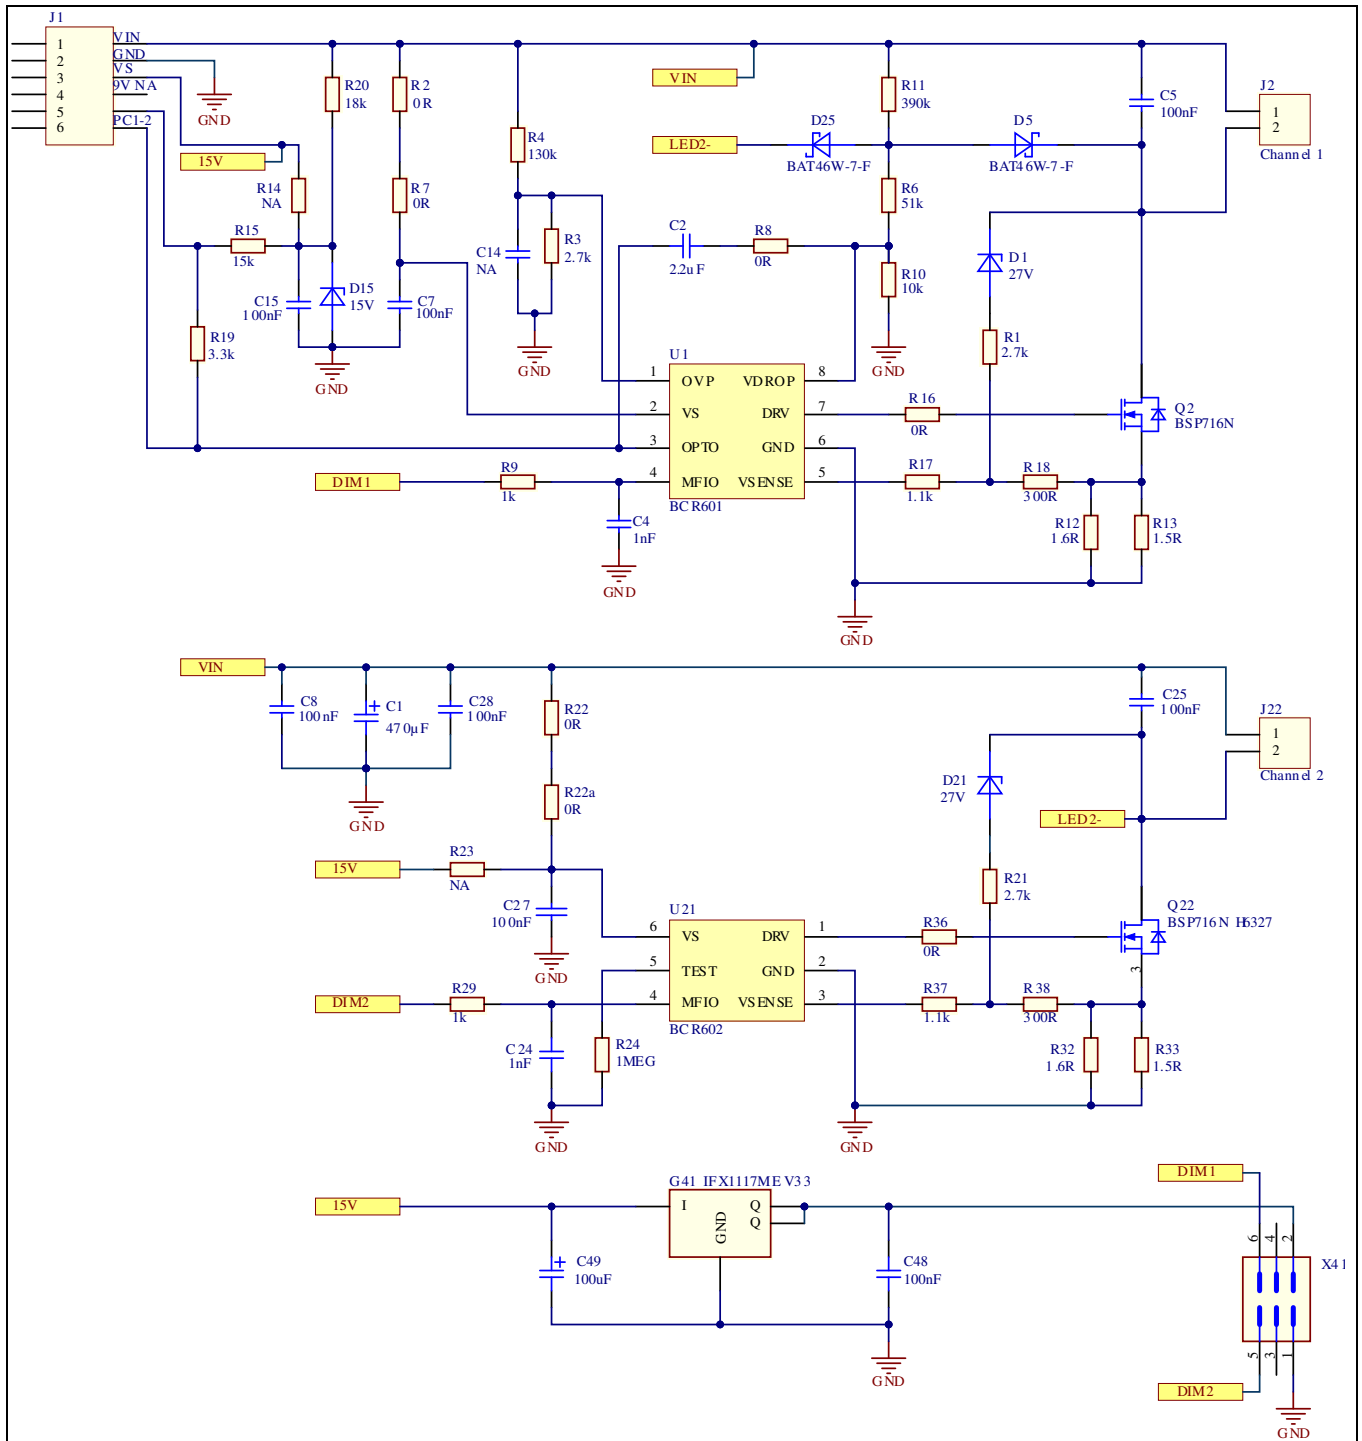 J1
1 VIN
2 GND
3 VS
4 9V NA
5
6 PC1-2
GND
15V
R14
NA
R15
15k
R19
3.3k
C15
100nF
D15
15V
GND
R20
18k
R2
0R
R7
0R
C7
100nF
R4
130k
C14
NA
R3
2.7k
GND
VIN
LED2-
D25
BAT46W-7-F
R11
390k
D5
BAT46W-7-F
C5
100nF
J2
1
2
Channel 1
R6
51k
C2
2.2uF
R8
0R
R10
10k
GND
D1
27V
R1
2.7k
U1
1 OVP VDROP 8
2 VS DRV 7
3 OPTO GND 6
4 MFIO VSENSE 5
BCR601
R16
0R
Q2
BSP716N
DIM1
R9
1k
C4
1nF
GND
R17
1.1k
R18
300R
R12
1.6R
R13
1.5R
GND
VIN
C8
100nF
C1
470µF
C28
100nF
GND
R22
0R
R22a
0R
15V
R23
NA
C27
100nF
GND
C25
100nF
J22
1
2
Channel 2
D21
27V
LED2-
R21
2.7k
U21
6 VS DRV 1
5 TEST GND 2
4 MFIO VSENSE 3
BCR602
R36
0R
Q22
BSP716N H6327
3
DIM2
R29
1k
C24
1nF
R24
1MEG
GND
R37
1.1k
R38
300R
R32
1.6R
R33
1.5R
GND
15V
G41 IFX1117ME V33
I Q
Q
GND
C49
100uF
C48
100nF
GND
DIM1
6 4 2
X41
5 3 1
DIM2
GND